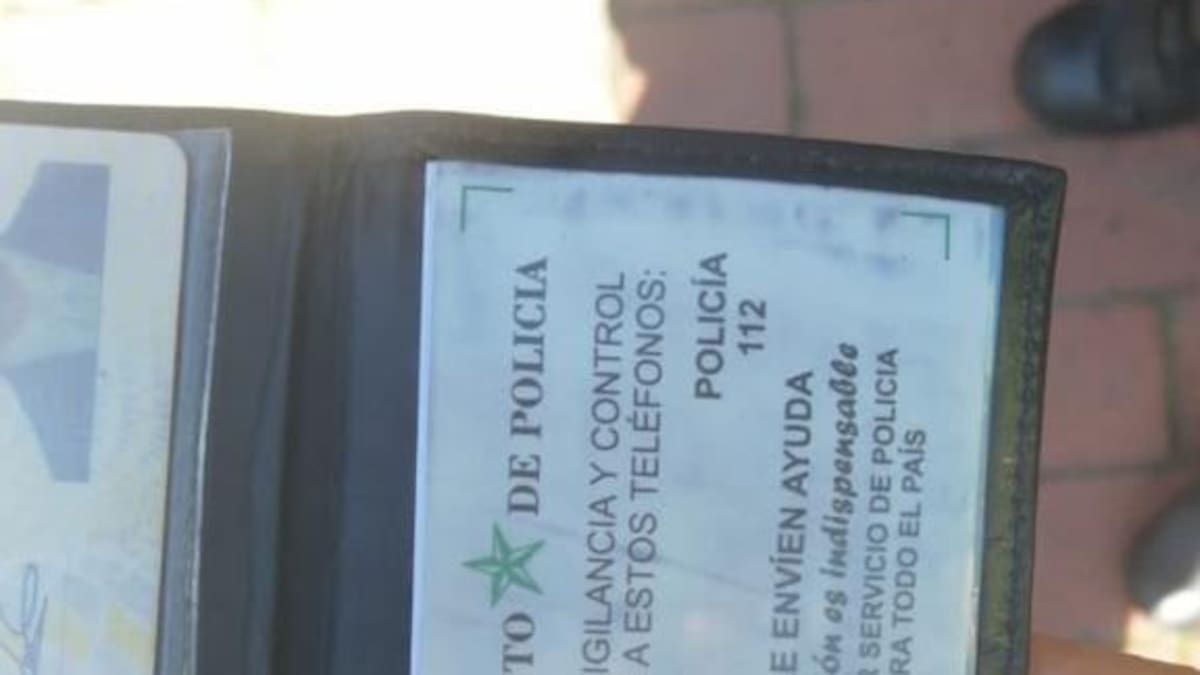 TO DE POLICIA
IGILANCIA Y CONTROL
A ESTOS TELÉFONOS:
POLICÍA
112
E ENVÍEN AYUDA
ón es indispensable
R SERVICIO DE POLICIA
RA TODO EL PAÍS